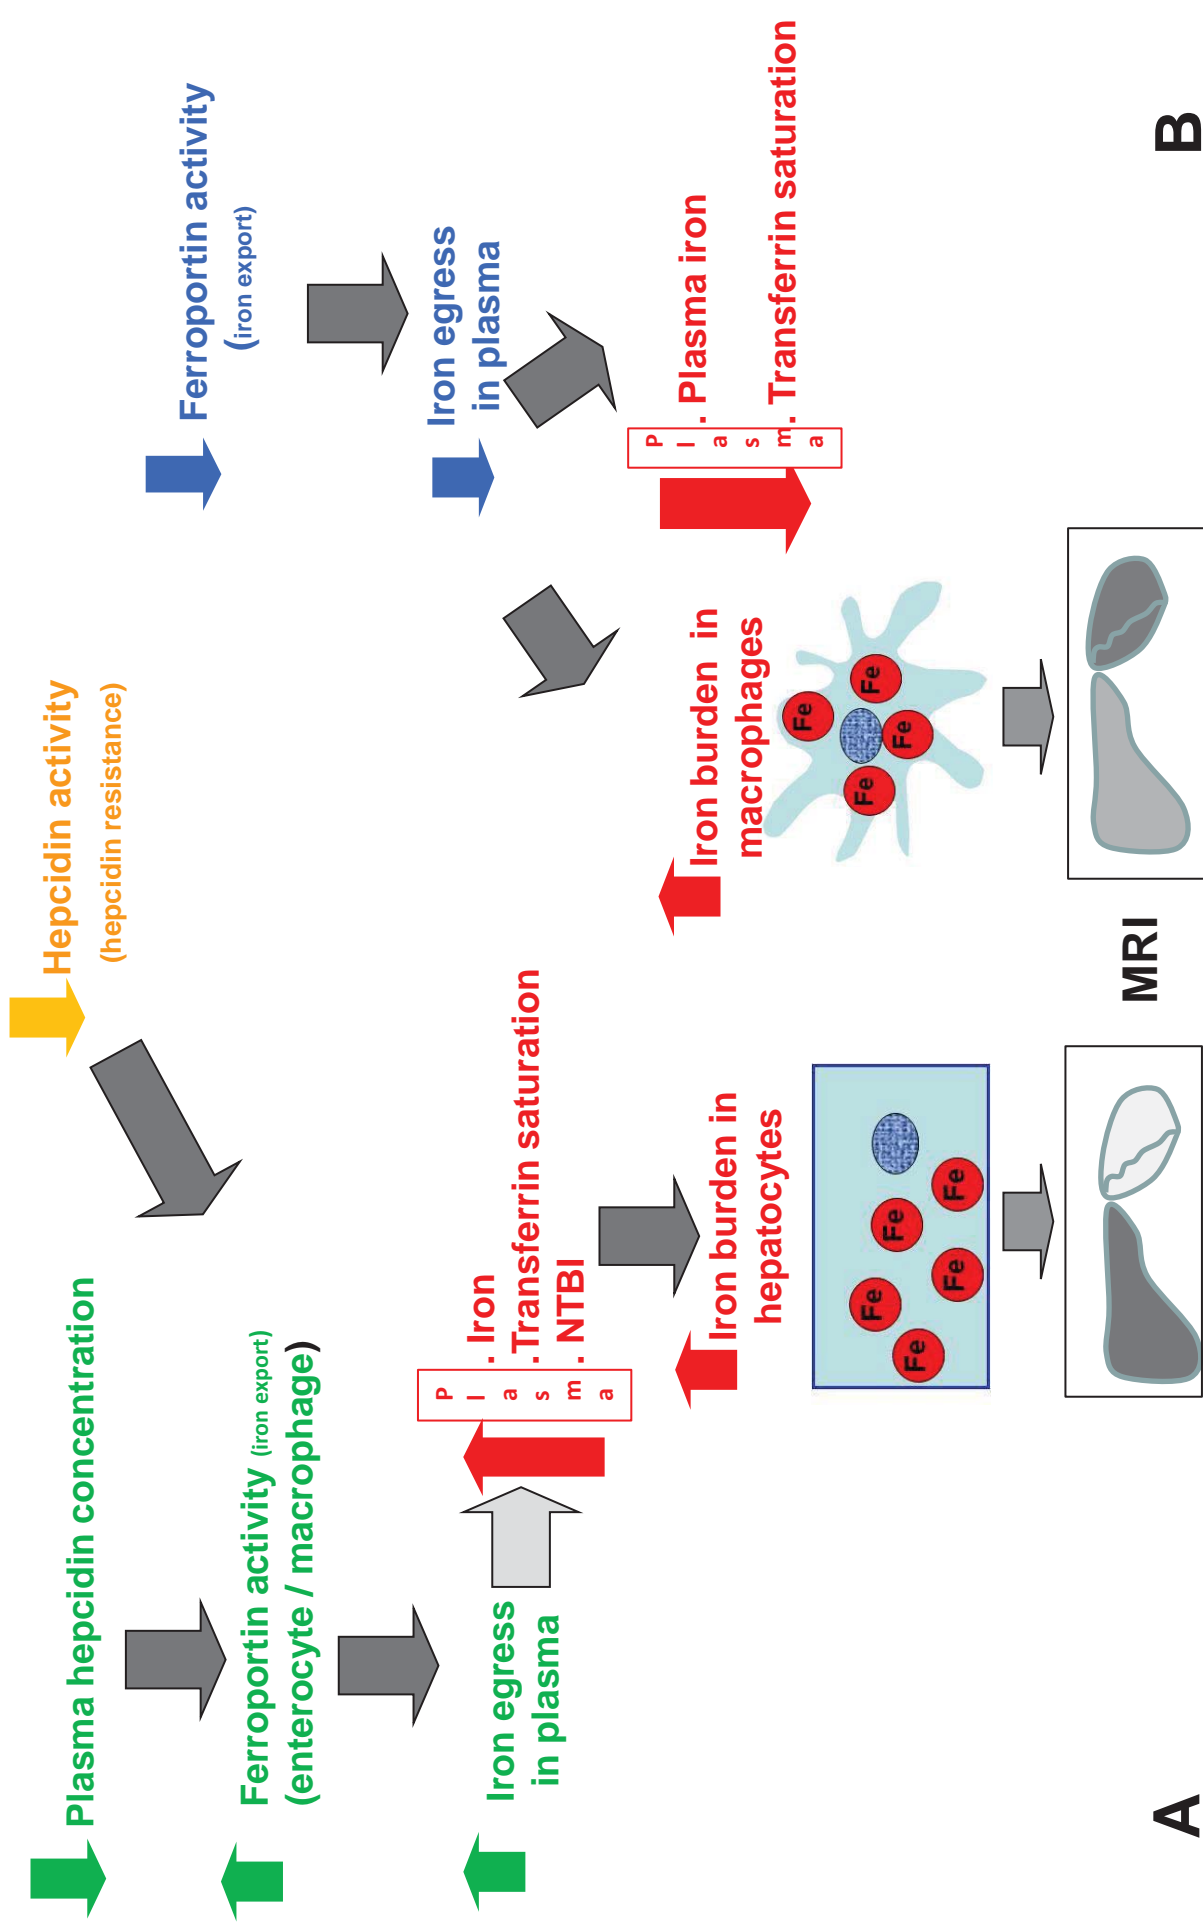 Plasma hepcidin concentration
Ferroportin activity (iron export)
(enterocyte / macrophage)
Iron egress
in plasma
Plasma
. Iron
.Transferrin saturation
. NTBI
Iron burden in
hepatocytes
Fe
Fe
Fe
Fe
Fe
A
Hepcidin activity
(hepcidin resistance)
MRI
Ferroportin activity
(iron export)
Iron egress
in plasma
Plasma
. Plasma iron
. Transferrin saturation
Iron burden in
macrophages
Fe
Fe
Fe
Fe
B